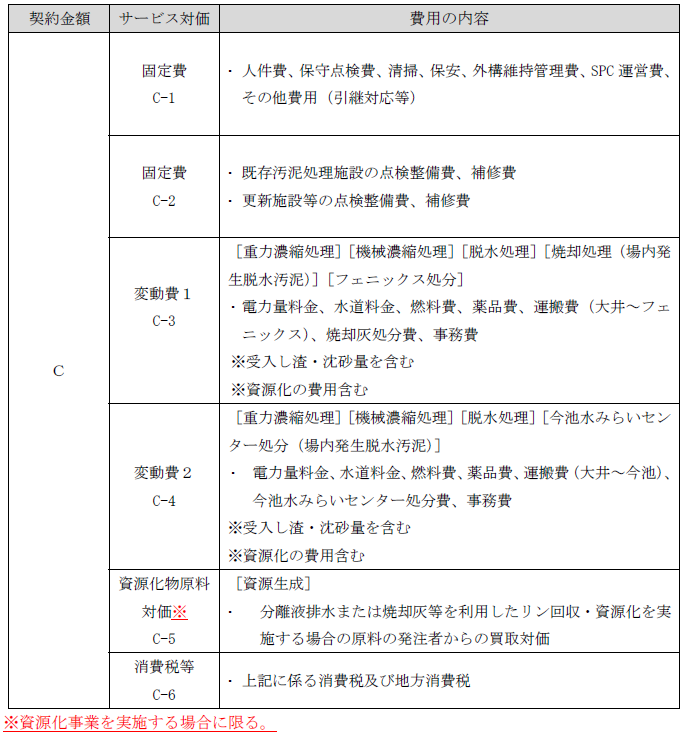 契約金額 サービス対価 費用の内容
C
固定費
C-1
・人件費、保守点検費、清掃、保安、外構維持管理費、SPC 運営費、
その他費用（引継対応等）
固定費
C-2
・既存汚泥処理施設の点検整備費、補修費
・更新施設等の点検整備費、補修費
変動費１
C-3
［重力濃縮処理］［機械濃縮処理］［脱水処理］［焼却処理（場内発
生脱水汚泥）］［フェニックス処分］
・電力量料金、水道料金、燃料費、薬品費、運搬費（大井～フェ
ニックス）、焼却灰処分費、事務費
※受入し渣・沈砂量を含む
※資源化の費用含む
変動費２
C-4
［重力濃縮処理］［機械濃縮処理］［脱水処理］［今池水みらいセン
ター処分（場内発生脱水汚泥）］
・ 電力量料金、水道料金、燃料費、薬品費、運搬費（大井～今池）、
今池水みらいセンター処分費、事務費
※受入し渣・沈砂量を含む
※資源化の費用含む
資源化物原料
対価※
C-5
［資源生成］
・ 分離液排水または焼却灰等を利用したリン回収・資源化を実
施する場合の原料の発注者からの買取対価
消費税等
C-6
・上記に係る消費税及び地方消費税
※資源化事業を実施する場合に限る。